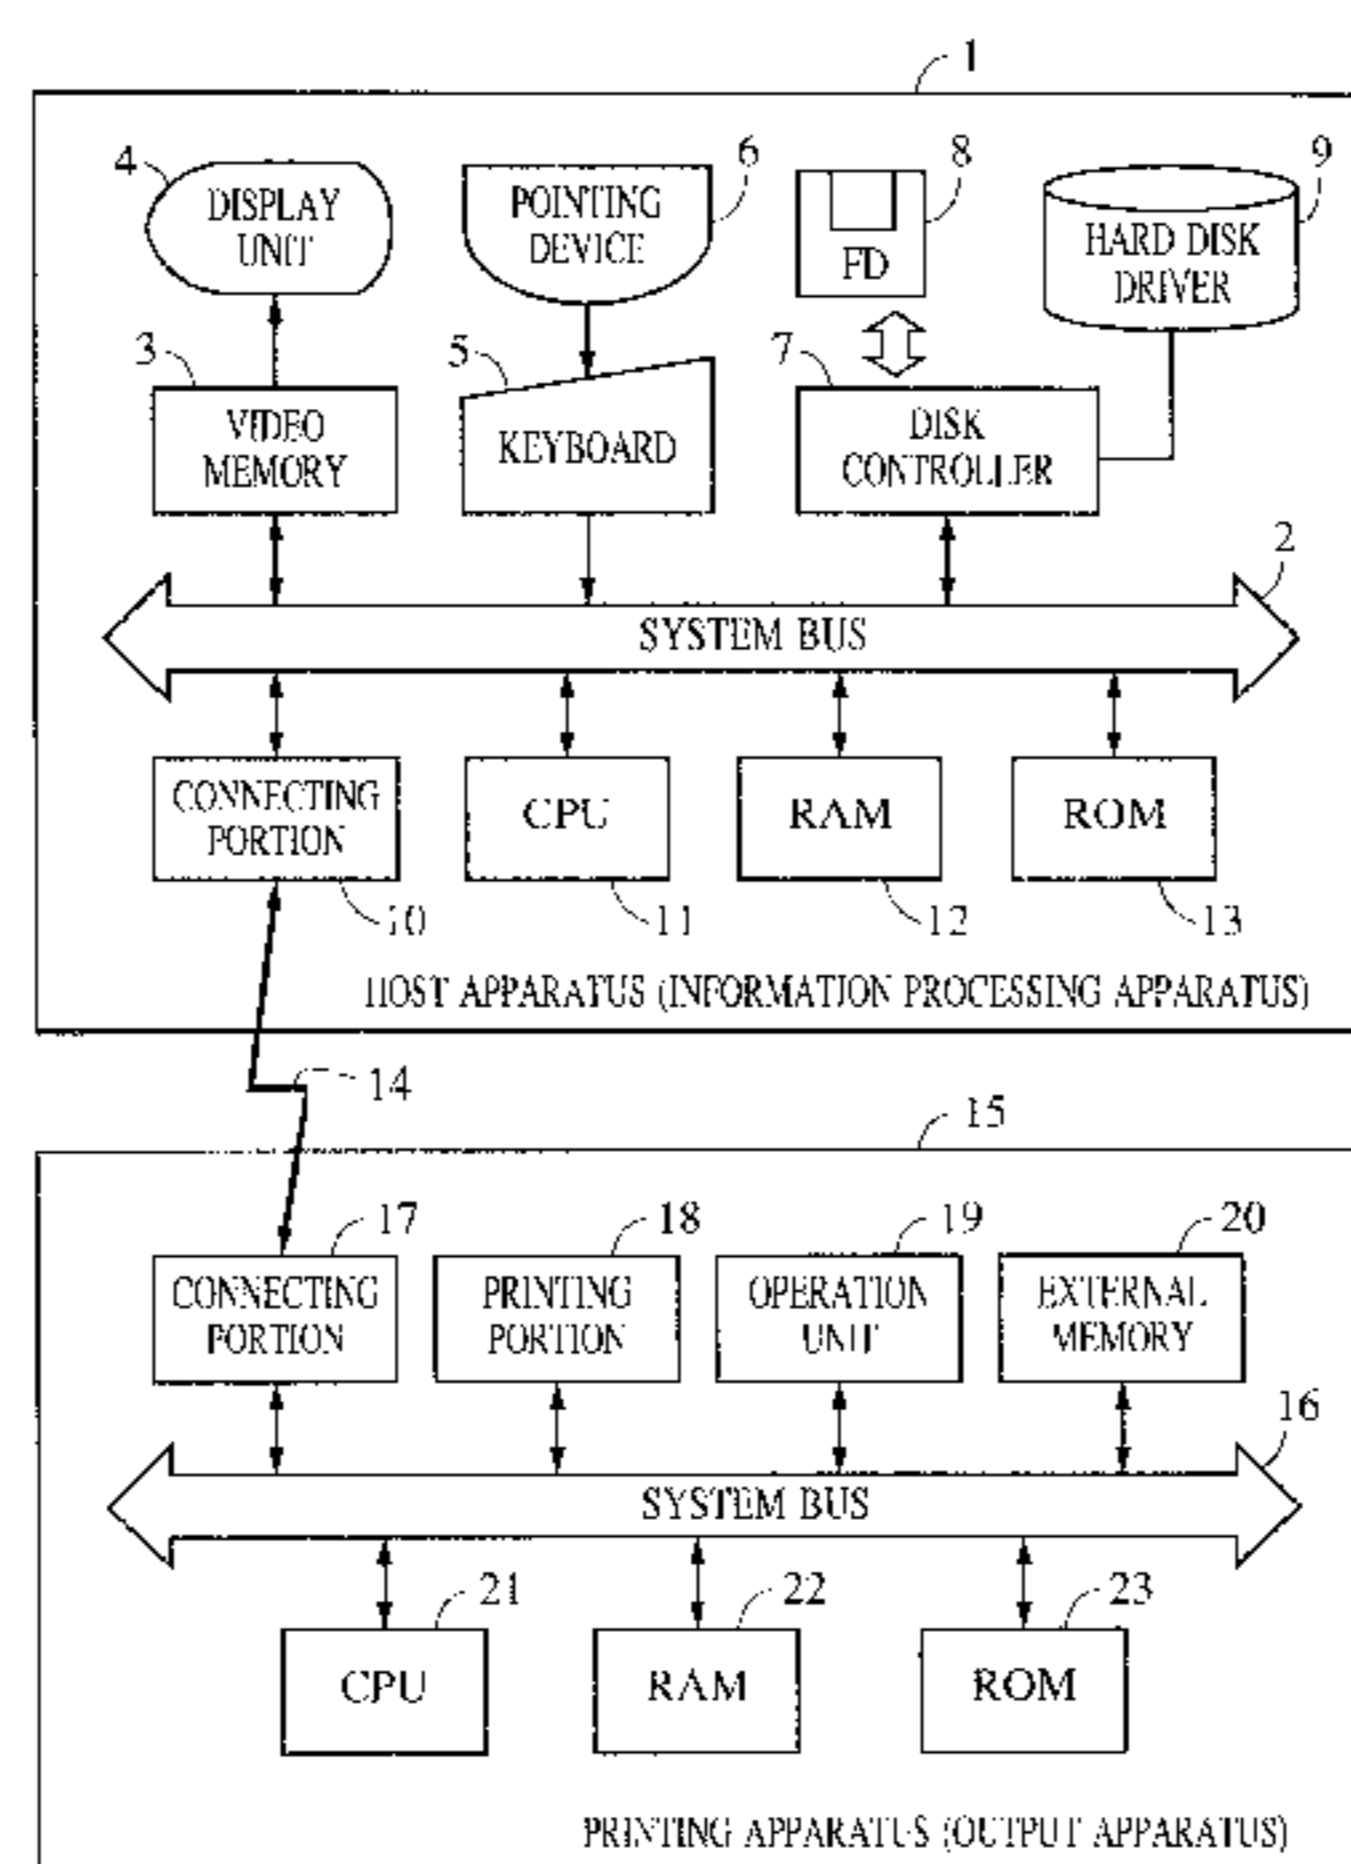 1
4
DISPLAY
UNIT
6
POINTING
DEVICE
8
FD
9
HARD DISK
DRIVER
3
VIDEO
MEMORY
5
KEYBOARD
7
DISK
CONTROLLER
2
SYSTEM BUS
CONNECTING
PORTION
10
CPU
11
RAM
12
ROM
13
HOST APPARATUS (INFORMATION PROCESSING APPARATUS)
14
15
17
CONNECTING
PORTION
18
PRINTING
PORTION
19
OPERATION
UNIT
20
EXTERNAL
MEMORY
16
SYSTEM BUS
21
CPU
22
RAM
23
ROM
PRINTING APPARATUS (OUTPUT APPARATUS)